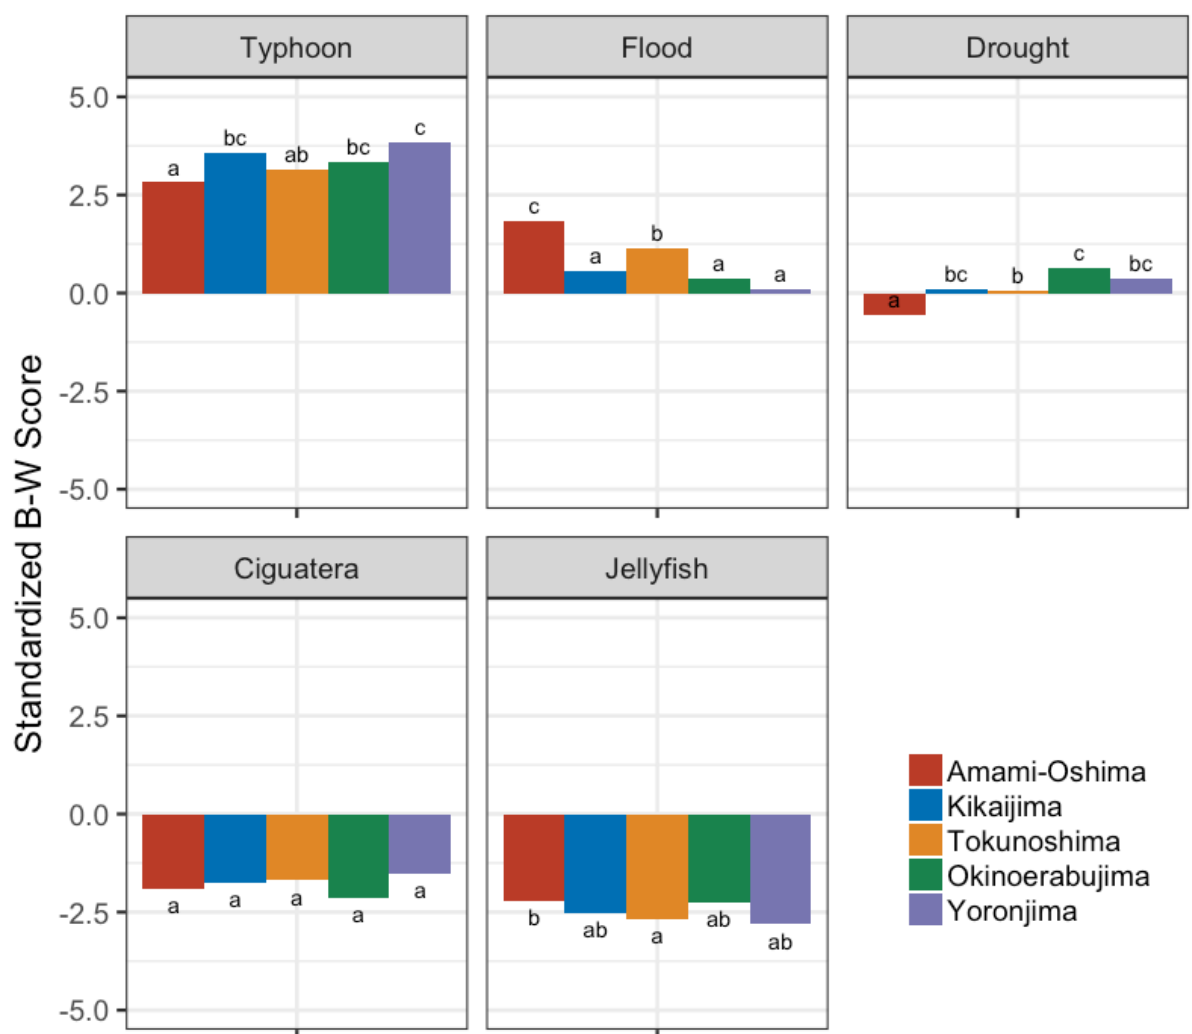 Typhoon
Flood
Drought
5.0
2.5
0.0
-2.5
-5.0
a
bc
ab
bc
c
c
a
b
a
a
a
bc
b
c
bc
Standardized B-W Score
Ciguatera
Jellyfish
5.0
2.5
0.0
-2.5
-5.0
a
a
a
a
a
b
ab
a
ab
ab
Amami-Oshima
Kikaijima
Tokunoshima
Okinoerabujima
Yoronjima